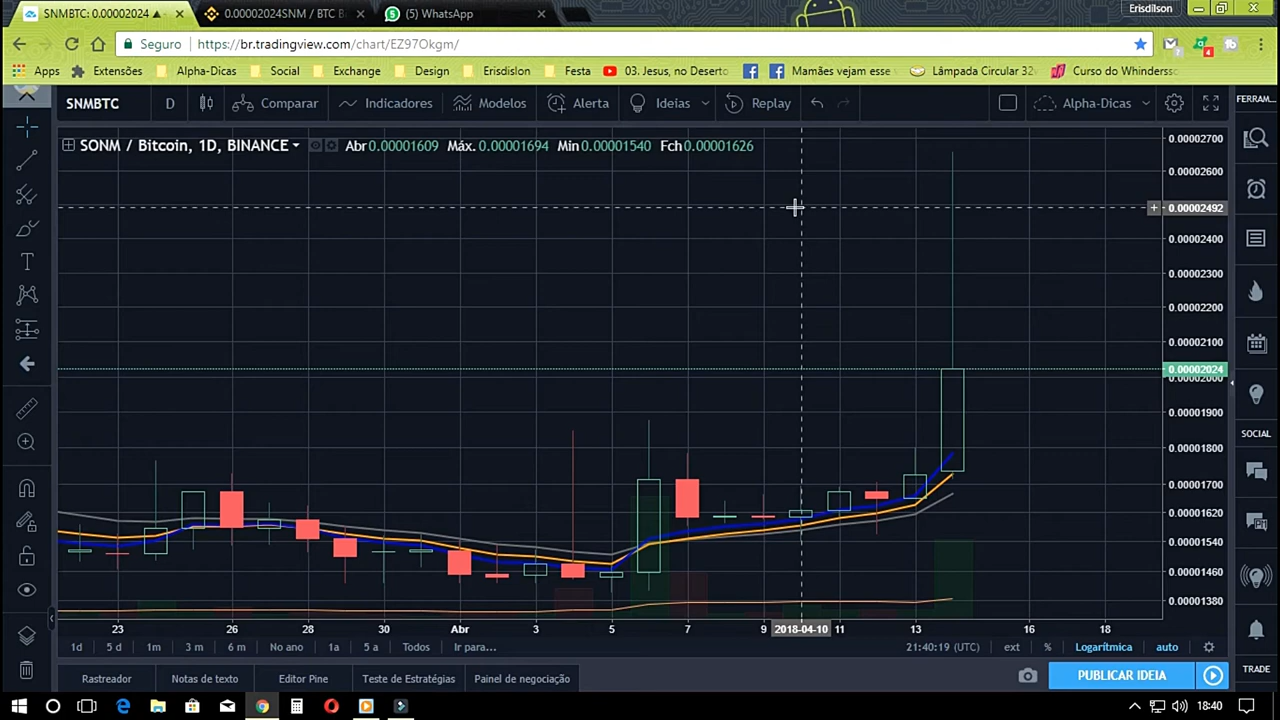 SNMBTC: 0.00002024 ▲
0.00002024SNM / BTC B
(5) WhatsApp
Erisdilson
Seguro
https://br.tradingview.com/chart/EZ97Okgm/
Apps
Extensões
Alpha-Dicas
Social
Exchange
Design
Erisdislon
Festa
03. Jesus, no Deserto
Mamães vejam esse
Lâmpada Circular 32
Curso do Whinderss
SNMBTC
D
Comparar
Indicadores
Modelos
Alerta
Ideias
Replay
Alpha-Dicas
FERRAM
SONM / Bitcoin, 1D, BINANCE
Abr0.00001609 Máx. 0.00001694 Min0.00001540 Fch0.00001626
0.00002700
0.00002600
0.00002492
0.00002400
0.00002300
0.00002200
0.00002100
0.00002024
0.00002000
0.00001900
0.00001800
0.00001700
0.00001620
0.00001540
0.00001460
0.00001380
SOCIAL
TRADE
23 26 28 30 Abr 3 5 7 9 2018-04-10 11 13 16 18
1d 5 d 1m 3 m 6 m No ano 1a 5 a Todos Ir para...
21:40:19 (UTC) ext % Logarítmica auto
Rastreador
Notas de texto
Editor Pine
Teste de Estratégias
Painel de negociação
PUBLICAR IDEIA
18:40